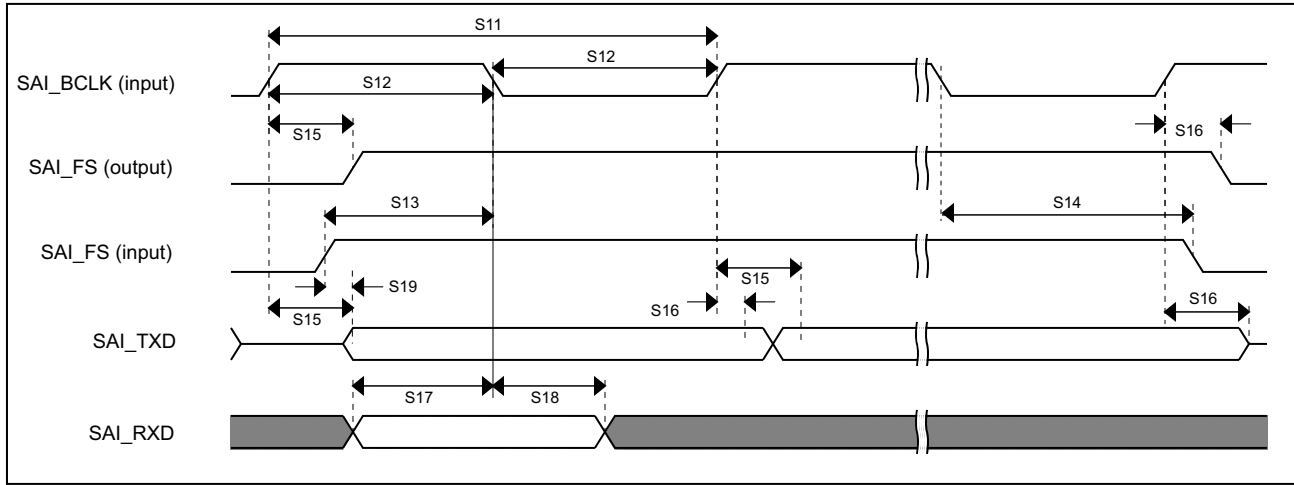 S11
SAI_BCLK (input)
S12
S12
S15
S16
SAI_FS (output)
S13
S14
SAI_FS (input)
S15
S19
S15
S16
S16
SAI_TXD
S17
S18
SAI_RXD